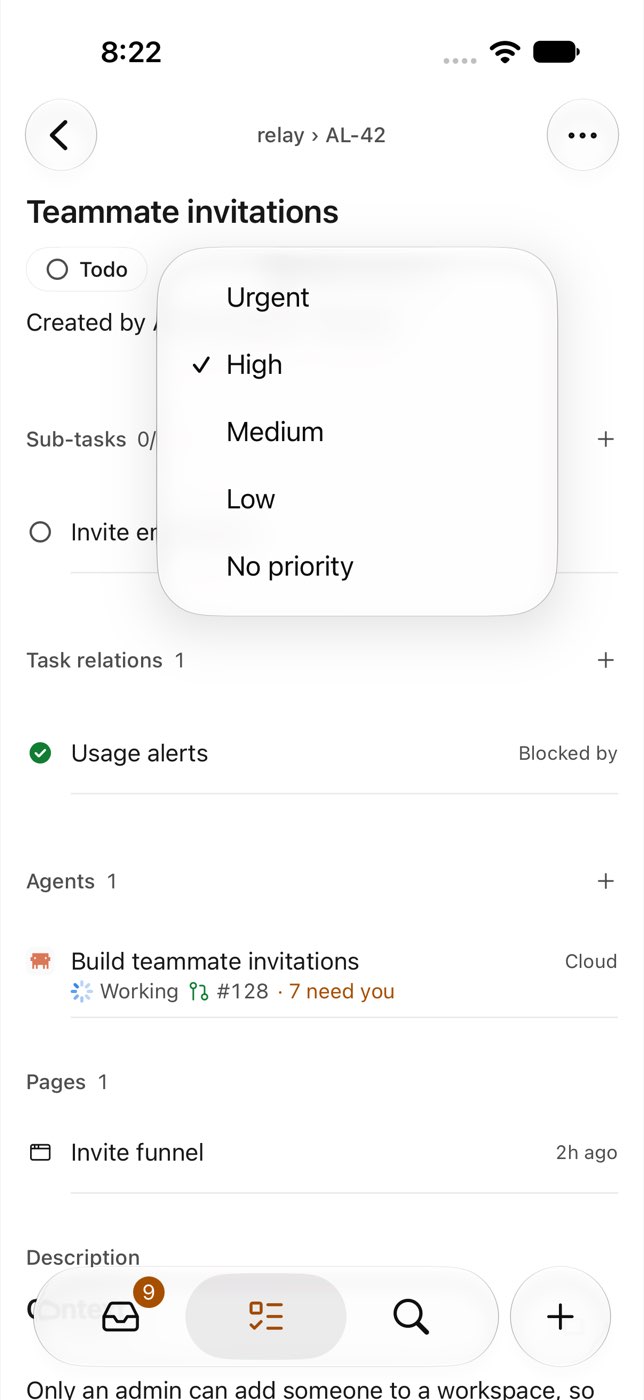 8:22
relay › AL-42
Teammate invitations
Todo
Created by
Urgent
High
Medium
Low
No priority
Sub-tasks 0/
Invite
Task relations 1
Usage alerts
Blocked by
Agents 1
Build teammate invitations
Cloud
Working #128 · 7 need you
Pages 1
Invite funnel
2h ago
Description
Context
9
Only an admin can add someone to a workspace, so